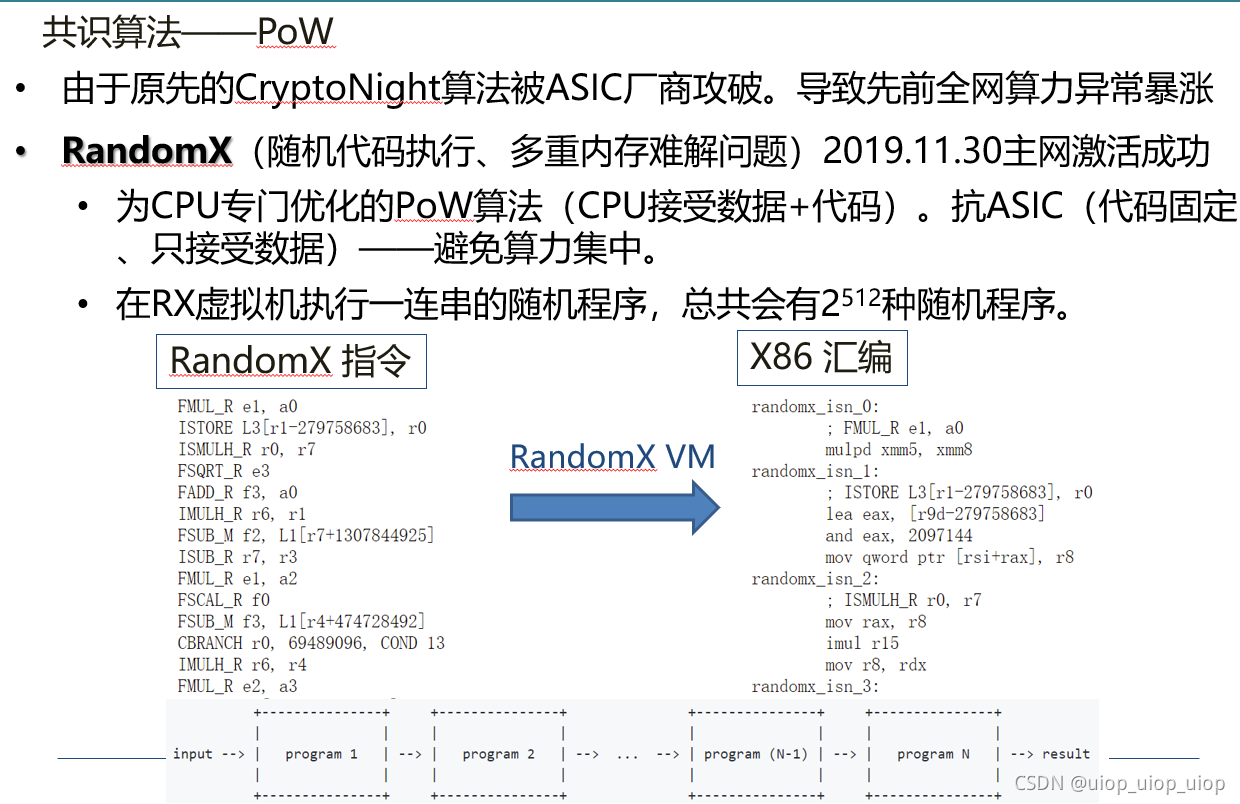 共识算法——PoW
• 由于原先的CryptoNight算法被ASIC厂商攻破。导致先前全网算力异常暴涨
• RandomX（随机代码执行、多重内存难解问题）2019.11.30主网激活成功
• 为CPU专门优化的PoW算法（CPU接受数据+代码）。抗ASIC（代码固定
、只接受数据）——避免算力集中。
• 在RX虚拟机执行一连串的随机程序，总共会有2⁵¹²种随机程序。
RandomX 指令
FMUL_R e1, a0
ISTORE L3[r1-279758683], r0
ISMULH_R r0, r7
FSQRT_R e3
FADD_R f3, a0
IMULH_R r6, r1
FSUB_M f2, L1[r7+1307844925]
ISUB_R r7, r3
FMUL_R e1, a2
FSCAL_R f0
FSUB_M f3, L1[r4+474728492]
CBRANCH r0, 69489096, COND 13
IMULH_R r6, r4
FMUL_R e2, a3
RandomX VM
X86 汇编
randomx_isn_0:
; FMUL_R e1, a0
mulpd xmm5, xmm8
randomx_isn_1:
; ISTORE L3[r1-279758683], r0
lea eax, [r9d-279758683]
and eax, 2097144
mov qword ptr [rsi+rax], r8
randomx_isn_2:
; ISMULH_R r0, r7
mov rax, r8
imul r15
mov r8, rdx
randomx_isn_3:
input --> | program 1 | --> | program 2 | --> ... --> | program (N-1) | --> | program N | --> result
CSDN @uiop_uiop_uiop